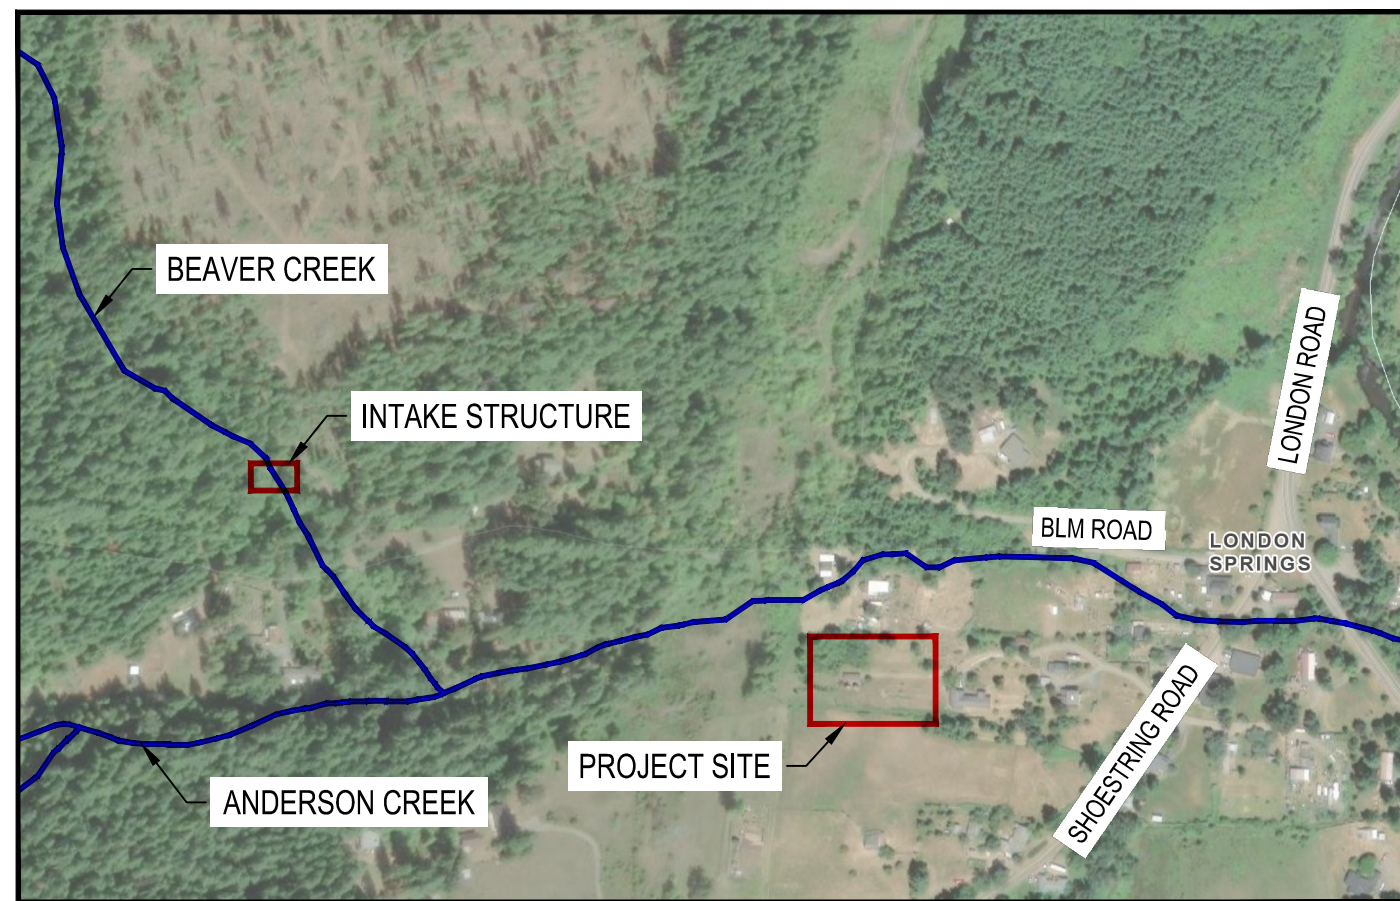 BEAVER CREEK
INTAKE STRUCTURE
LONDON ROAD
BLM ROAD
LONDON
SPRINGS
SHOESTRING ROAD
PROJECT SITE
ANDERSON CREEK